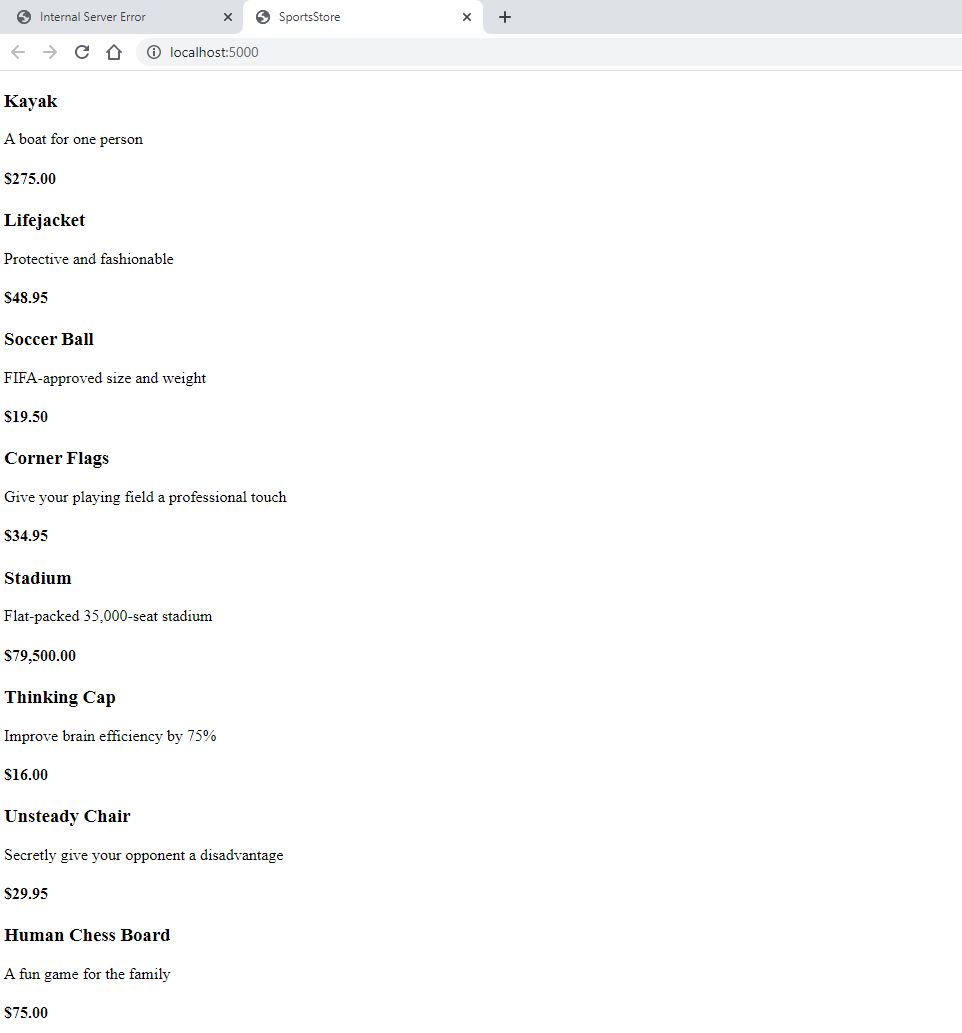 Internal Server Error
SportsStore
localhost:5000
Kayak
A boat for one person
$275.00
Lifejacket
Protective and fashionable
$48.95
Soccer Ball
FIFA-approved size and weight
$19.50
Corner Flags
Give your playing field a professional touch
$34.95
Stadium
Flat-packed 35,000-seat stadium
$79,500.00
Thinking Cap
Improve brain efficiency by 75%
$16.00
Unsteady Chair
Secretly give your opponent a disadvantage
$29.95
Human Chess Board
A fun game for the family
$75.00